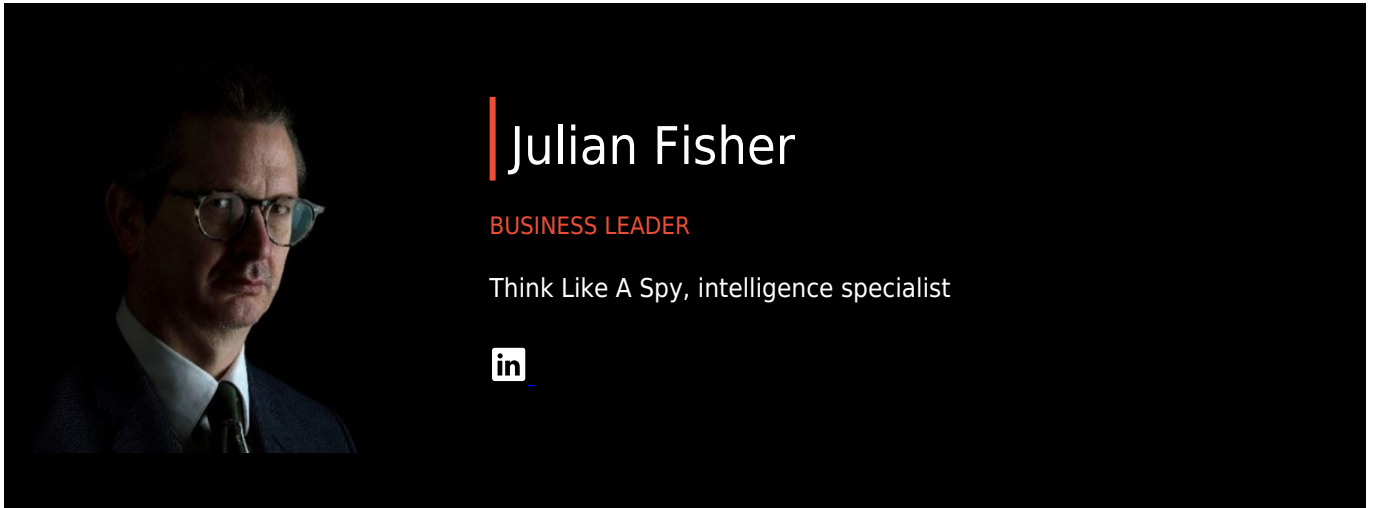 Julian Fisher
BUSINESS LEADER
Think Like A Spy, intelligence specialist
in